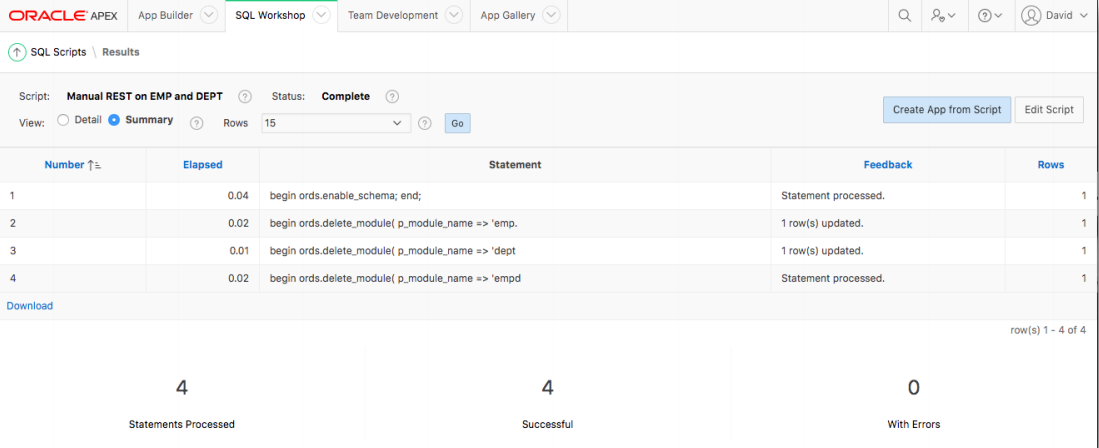 ORACLE APEX App Builder SQL Workshop Team Development App Gallery David
SQL Scripts \ Results
Script: Manual REST on EMP and DEPT ? Status: Complete ?
Create App from Script Edit Script
View: Detail Summary ? Rows 15 ? Go
Number Elapsed Statement Feedback Rows
1 0.04 begin ords.enable_schema; end; Statement processed. 1
2 0.02 begin ords.delete_module( p_module_name => 'emp. 1 row(s) updated. 1
3 0.01 begin ords.delete_module( p_module_name => 'dept 1 row(s) updated. 1
4 0.02 begin ords.delete_module( p_module_name => 'empd Statement processed. 1
Download
row(s) 1 - 4 of 4
4 4 0
Statements Processed Successful With Errors